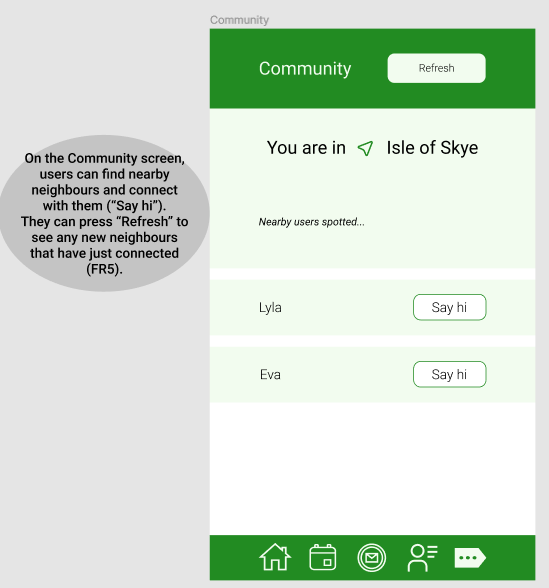 Community
Community
Refresh
You are in
Isle of Skye
Nearby users spotted...
Lyla
Say hi
Eva
Say hi
On the Community screen,
users can find nearby
neighbours and connect
with them (“Say hi”).
They can press “Refresh” to
see any new neighbours
that have just connected
(FR5).